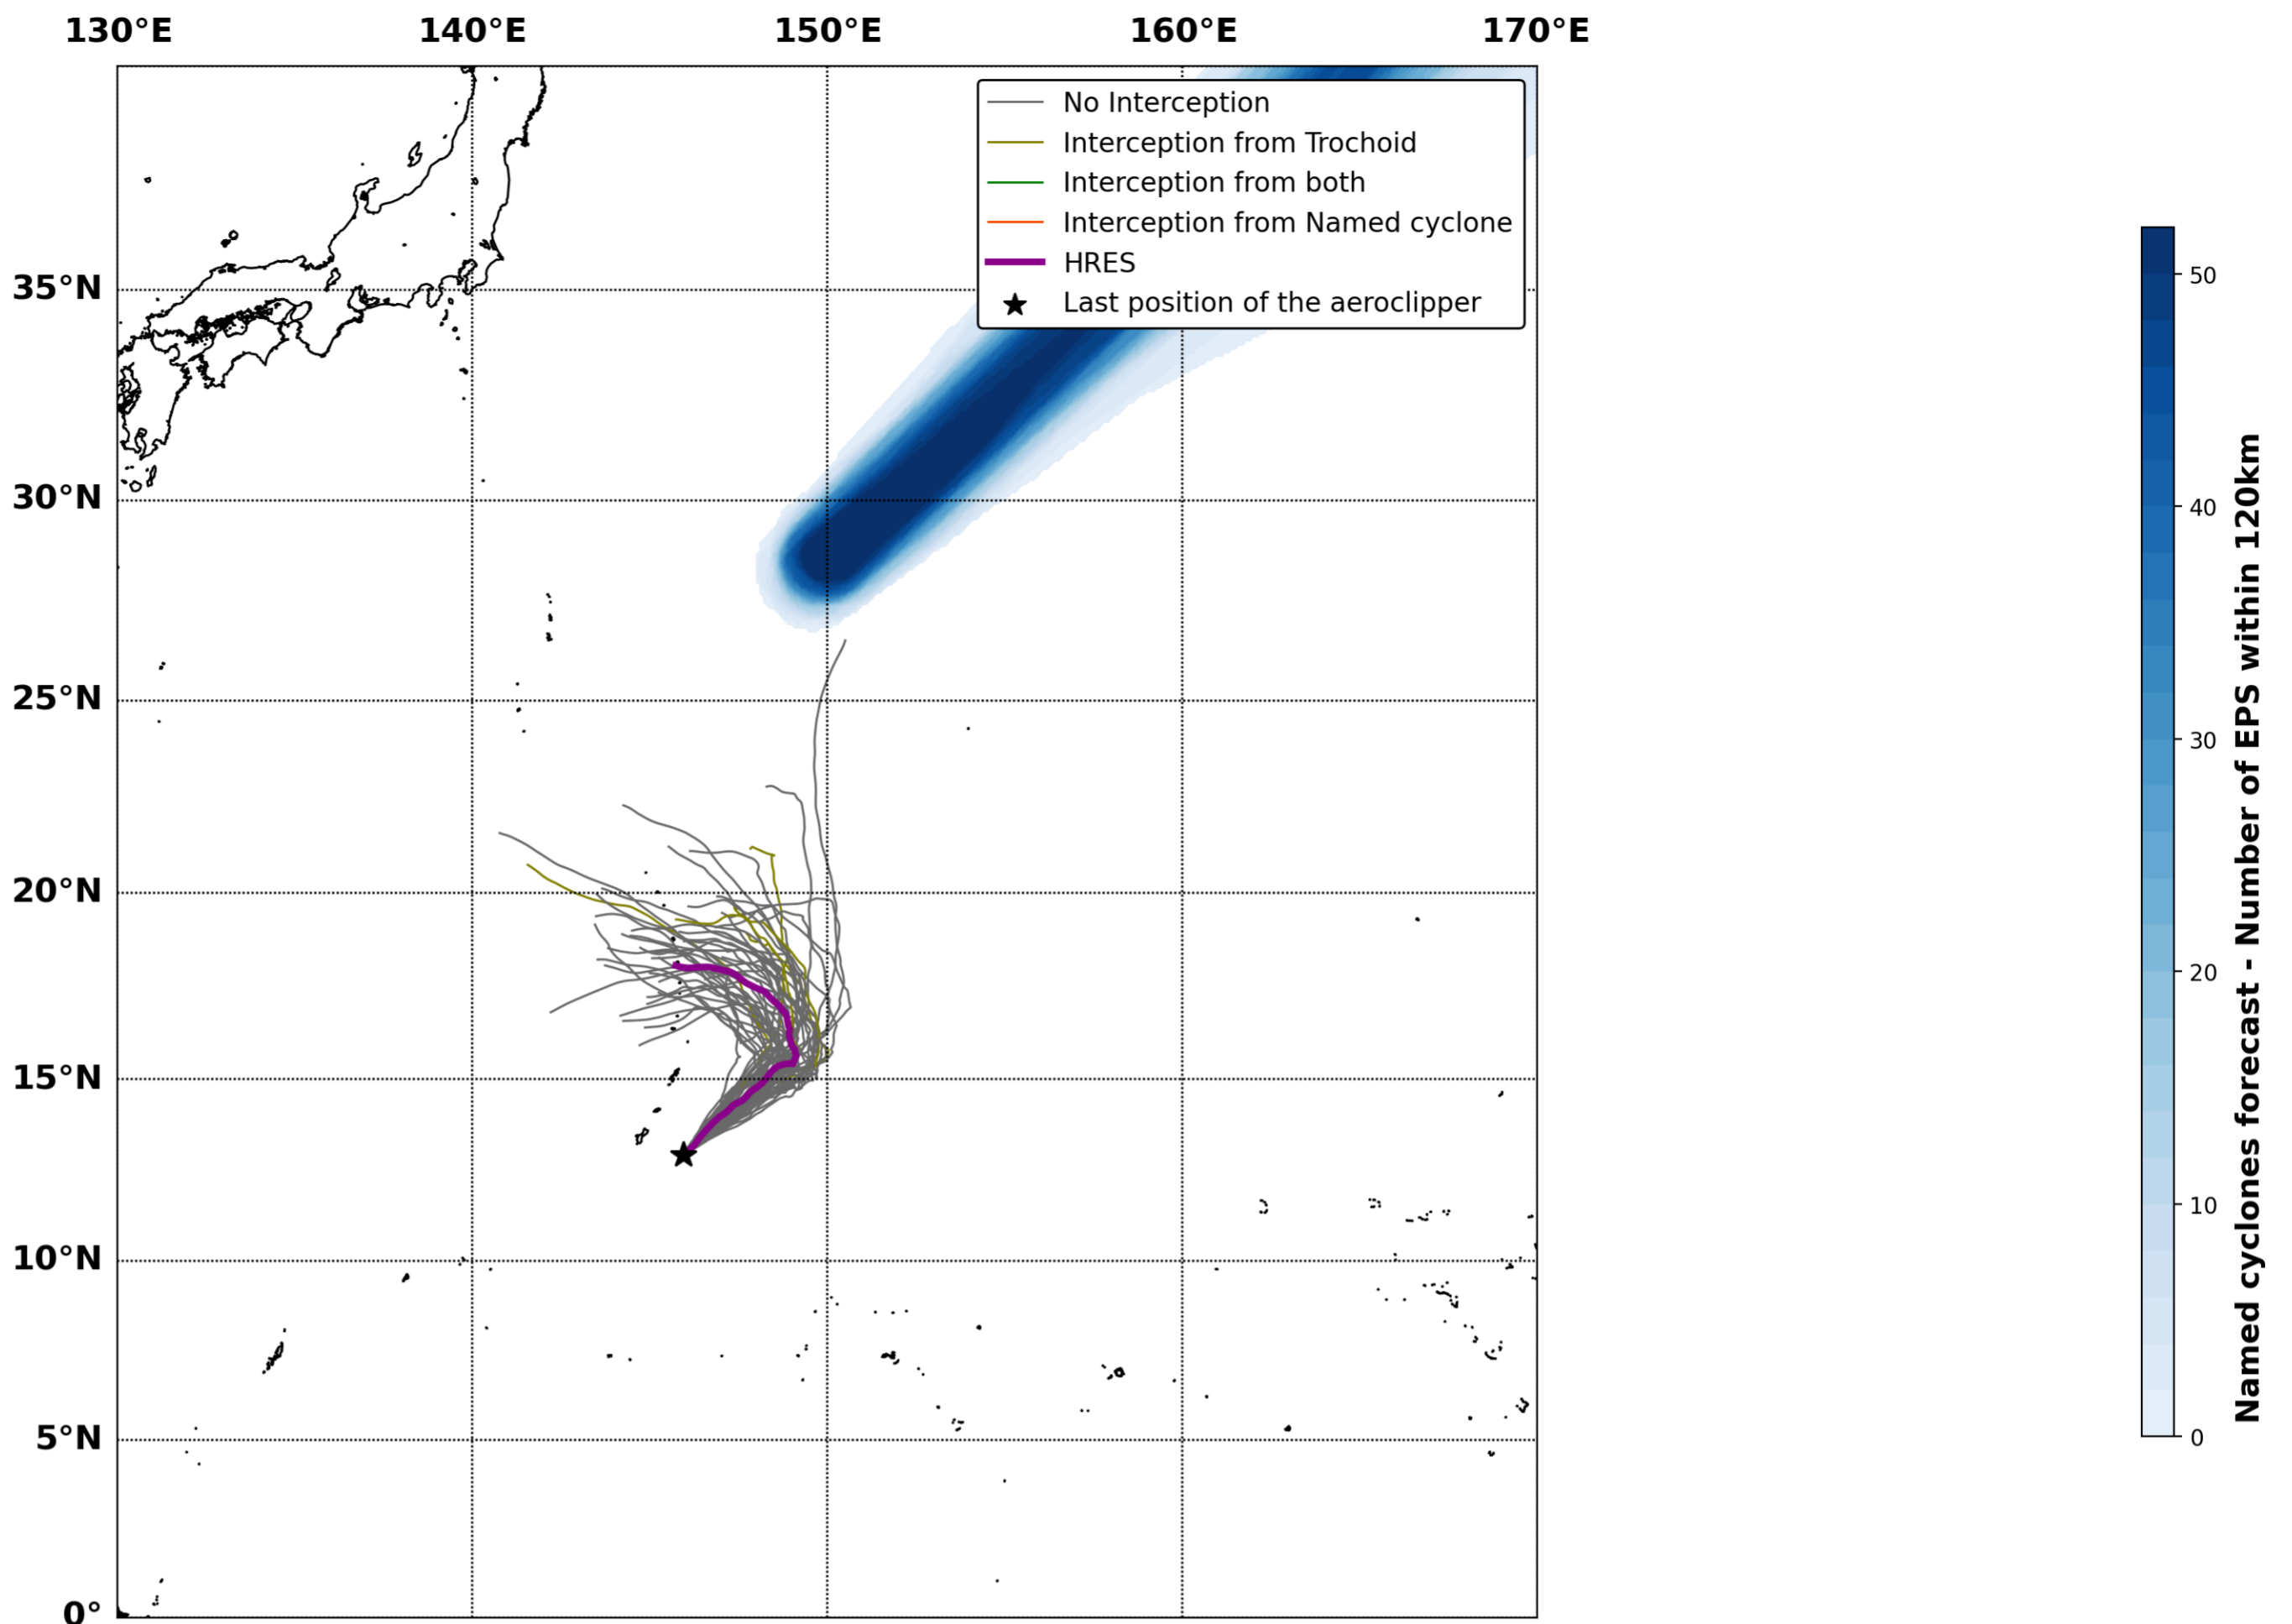 130°E 140°E 150°E 160°E 170°E
No Interception
Interception from Trochoid
Interception from both
Interception from Named cyclone
HRES
Last position of the aeroclipper
35°N
30°N
25°N
20°N
15°N
10°N
5°N
0°
50
40
30
20
10
0
Named cyclones forecast - Number of EPS within 120km